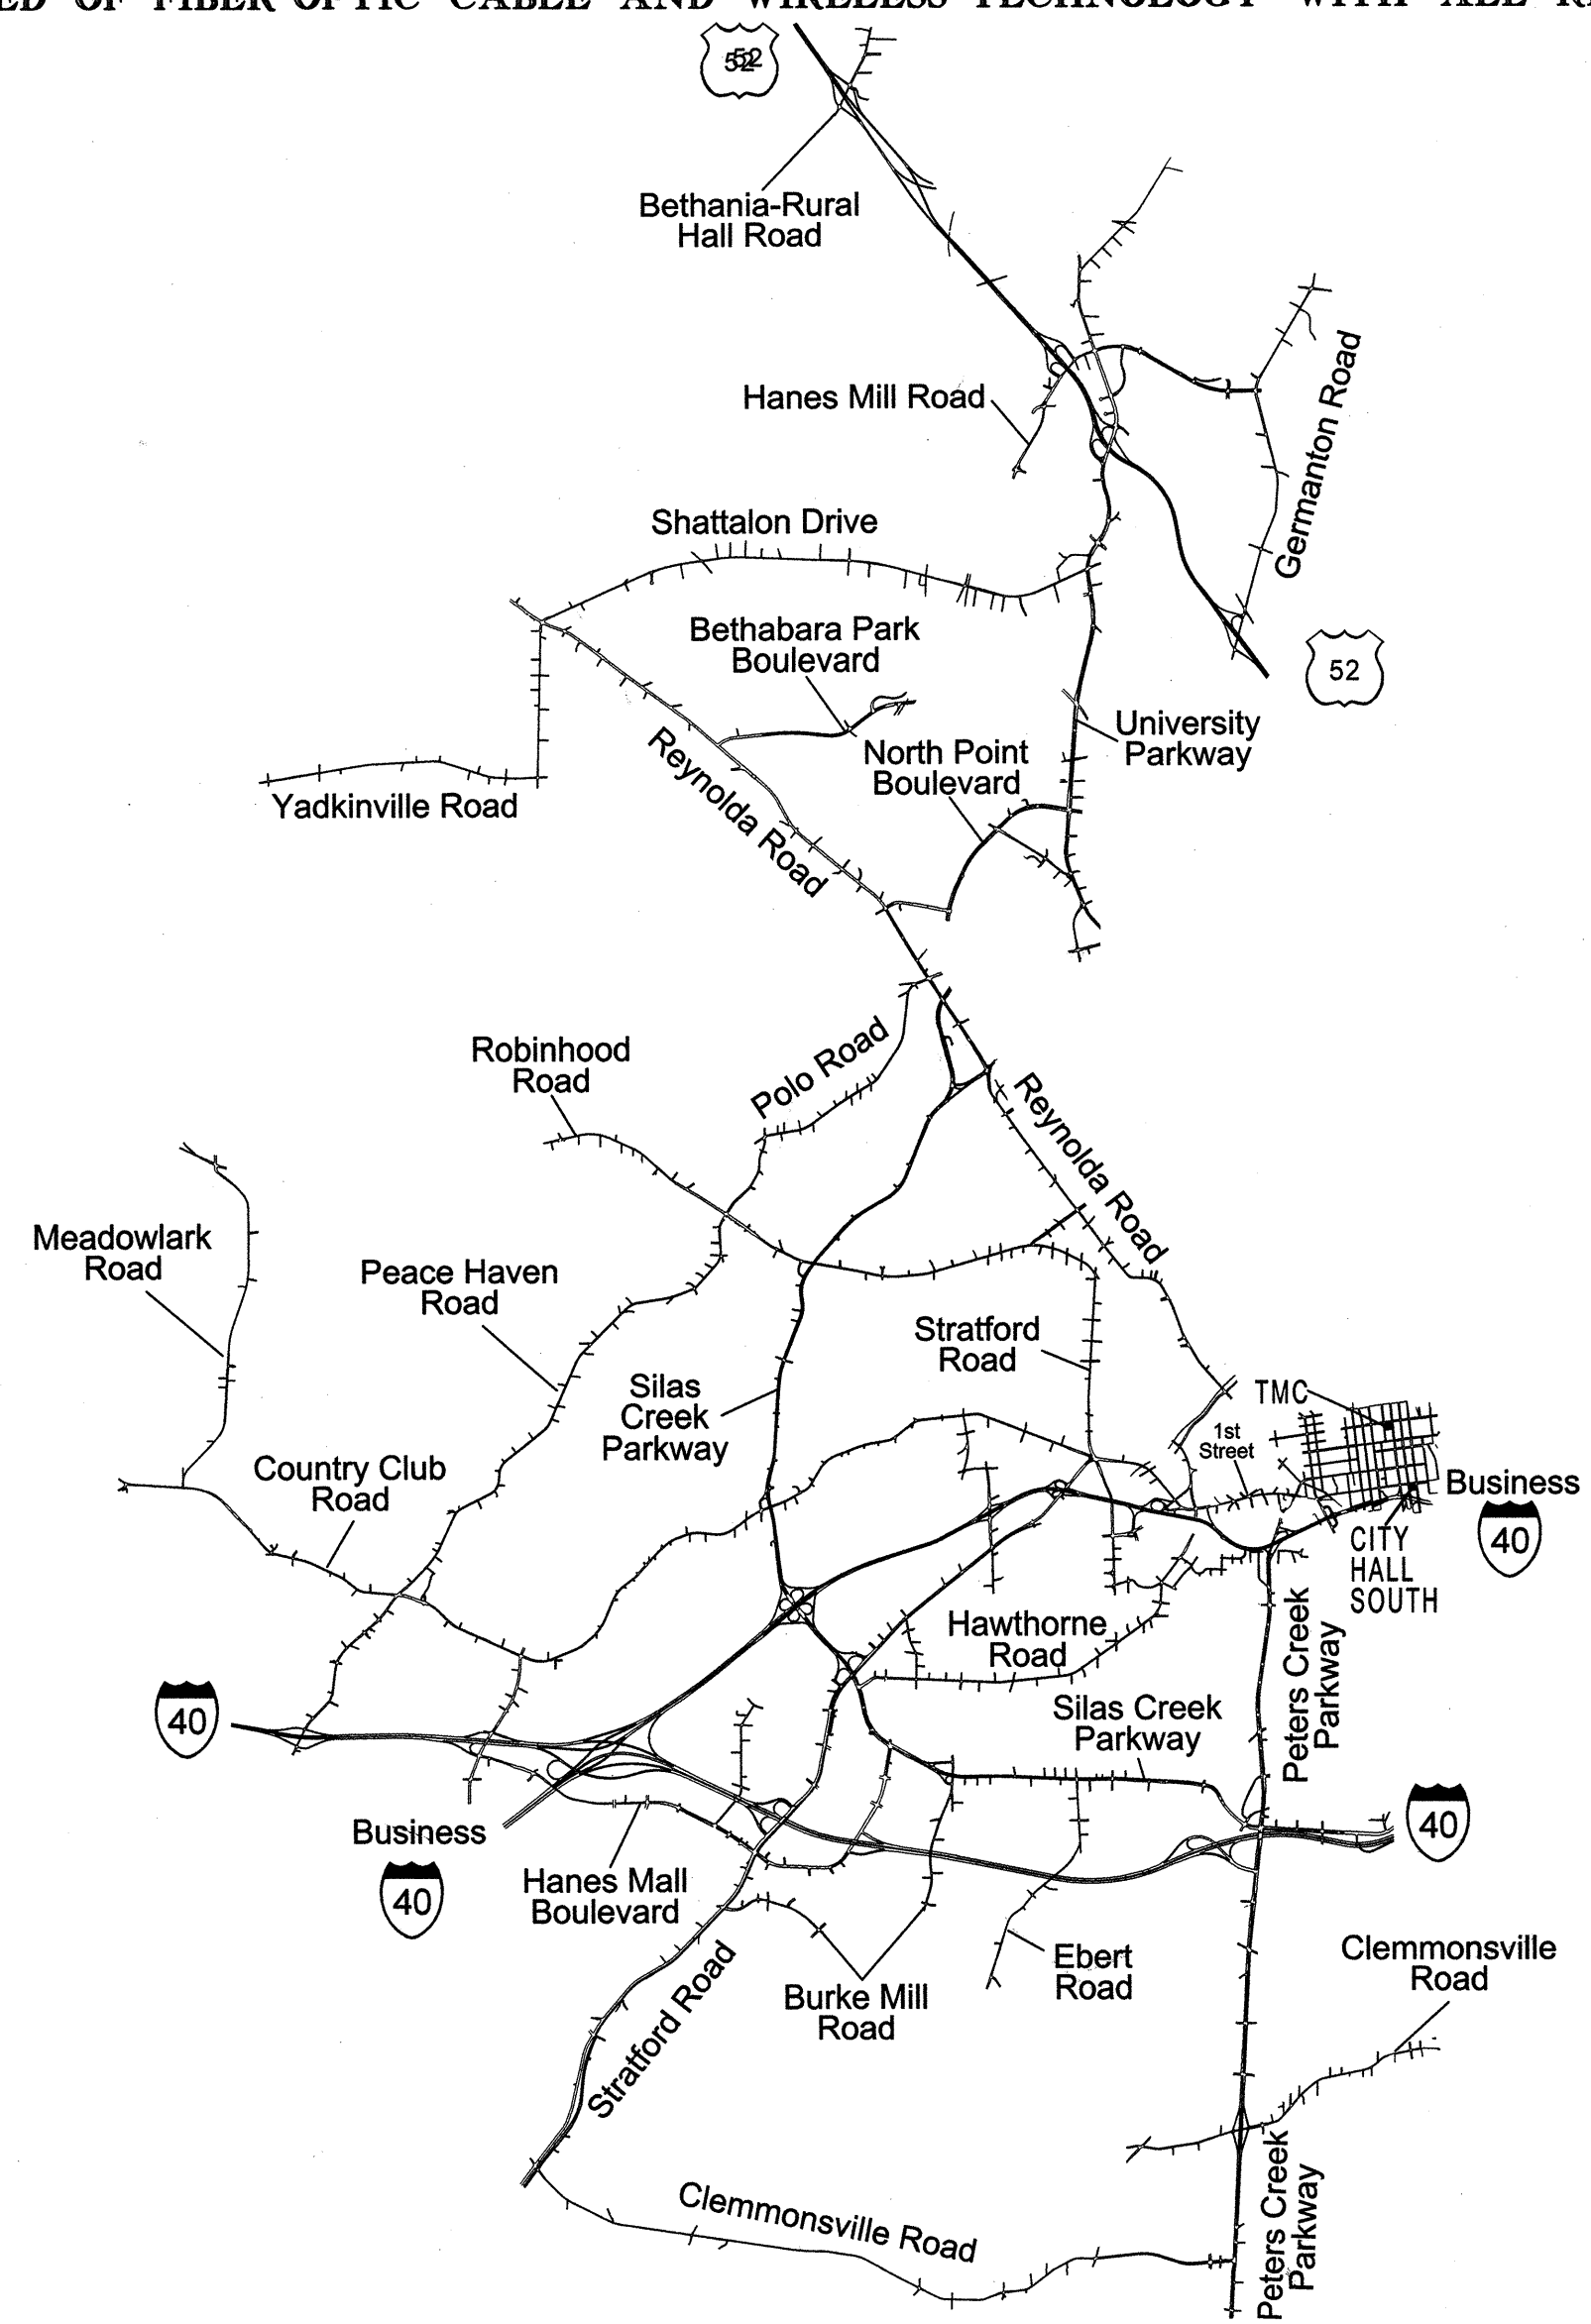 OF FIBER OPTIC CABLE AND WIRELESS TECHNOLOGY WITH ALL
52
Bethania-Rural
Hall Road
Hanes Mill Road
Germanton Road
Shattalon Drive
Bethabara Park
Boulevard
52
University
Parkway
North Point
Boulevard
Reynolda Road
Yadkinville Road
Robinhood
Road
Polo Road
Reynolda Road
Meadowlark
Road
Peace Haven
Road
Stratford
Road
Silas
Creek
Parkway
TMC
1st
Street
Country Club
Road
Business
40
CITY
HALL
SOUTH
Hawthorne
Road
Peters Creek
Parkway
40
Silas Creek
Parkway
40
Business
40
Hanes Mall
Boulevard
Ebert
Road
Clemmonsville
Road
Burke Mill
Road
Stratford Road
Clemmonsville Road
Peters Creek
Parkway